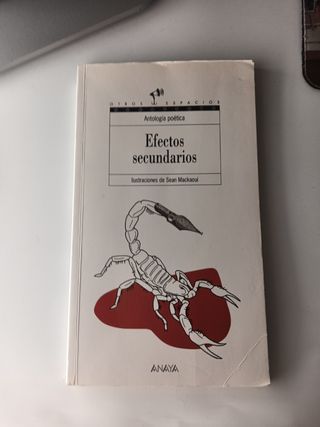 OTROS ESPACIOS
Antología poética
Efectos
secundarios
Ilustraciones de Sean Mackaoui
ANAYA